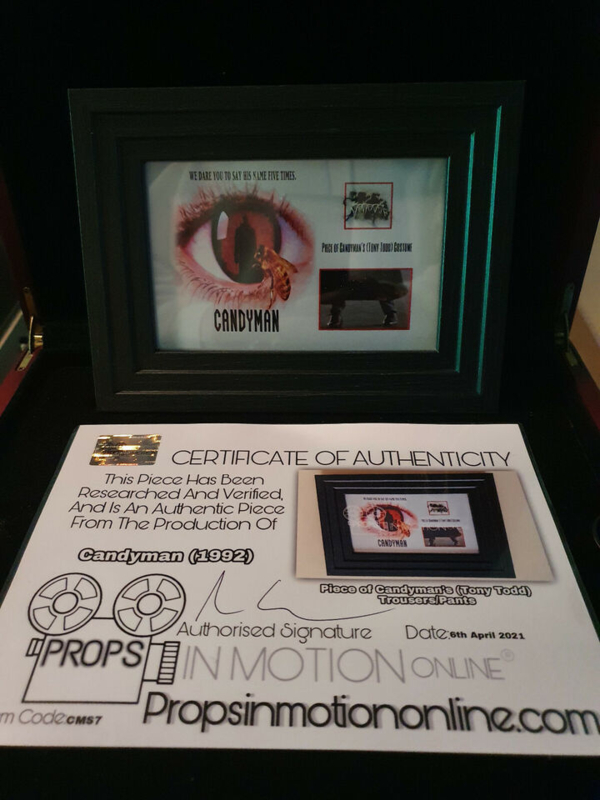 WE DARE YOU TO SAY HIS NAME FIVE TIMES.
PIECE OF CANDYMAN'S (TONY TODD) COSTUME
CANDYMAN
CERTIFICATE OF AUTHENTICITY
This Piece Has Been
Researched And Verified,
And Is An Authentic Piece
From The Production Of
Candyman (1992)
CANDYMAN
Piece of Candyman's (Tony Todd)
Trousers/Pants
Authorised Signature
Date: 6th April 2021
PROPS
IN MOTION ONLINE®
m Code: CMS7
Propsinmotiononline.com